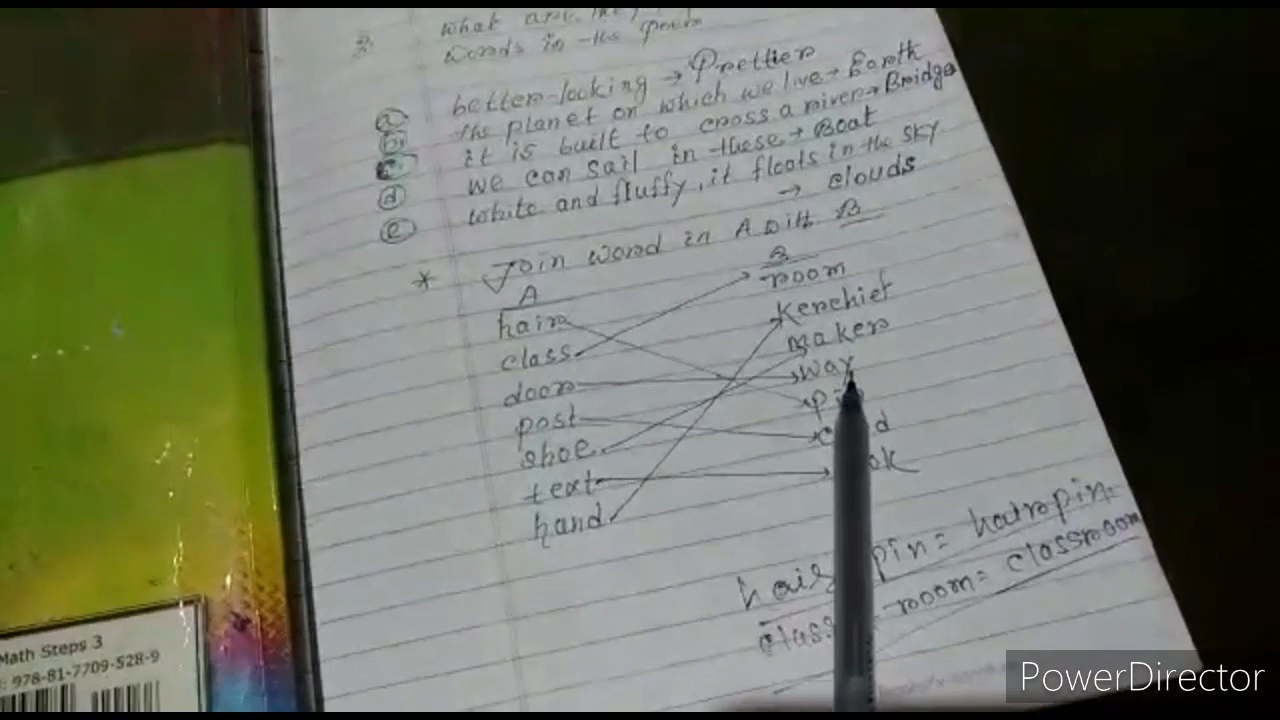 2. what are the
words in the poem
a better-looking → Prettier
b the planet on which we live → Earth
c it is built to cross a river → Bridge
d we can sail in these → Boat
e white and fluffy, it floats in the sky
→ clouds
* Join word in A with B
A B
hair room
class kerchief
door maker
post way
shoe
text
hand
pin = hairpin
room = classroom
Math Steps 3
978-81-7709-528-9
PowerDirector